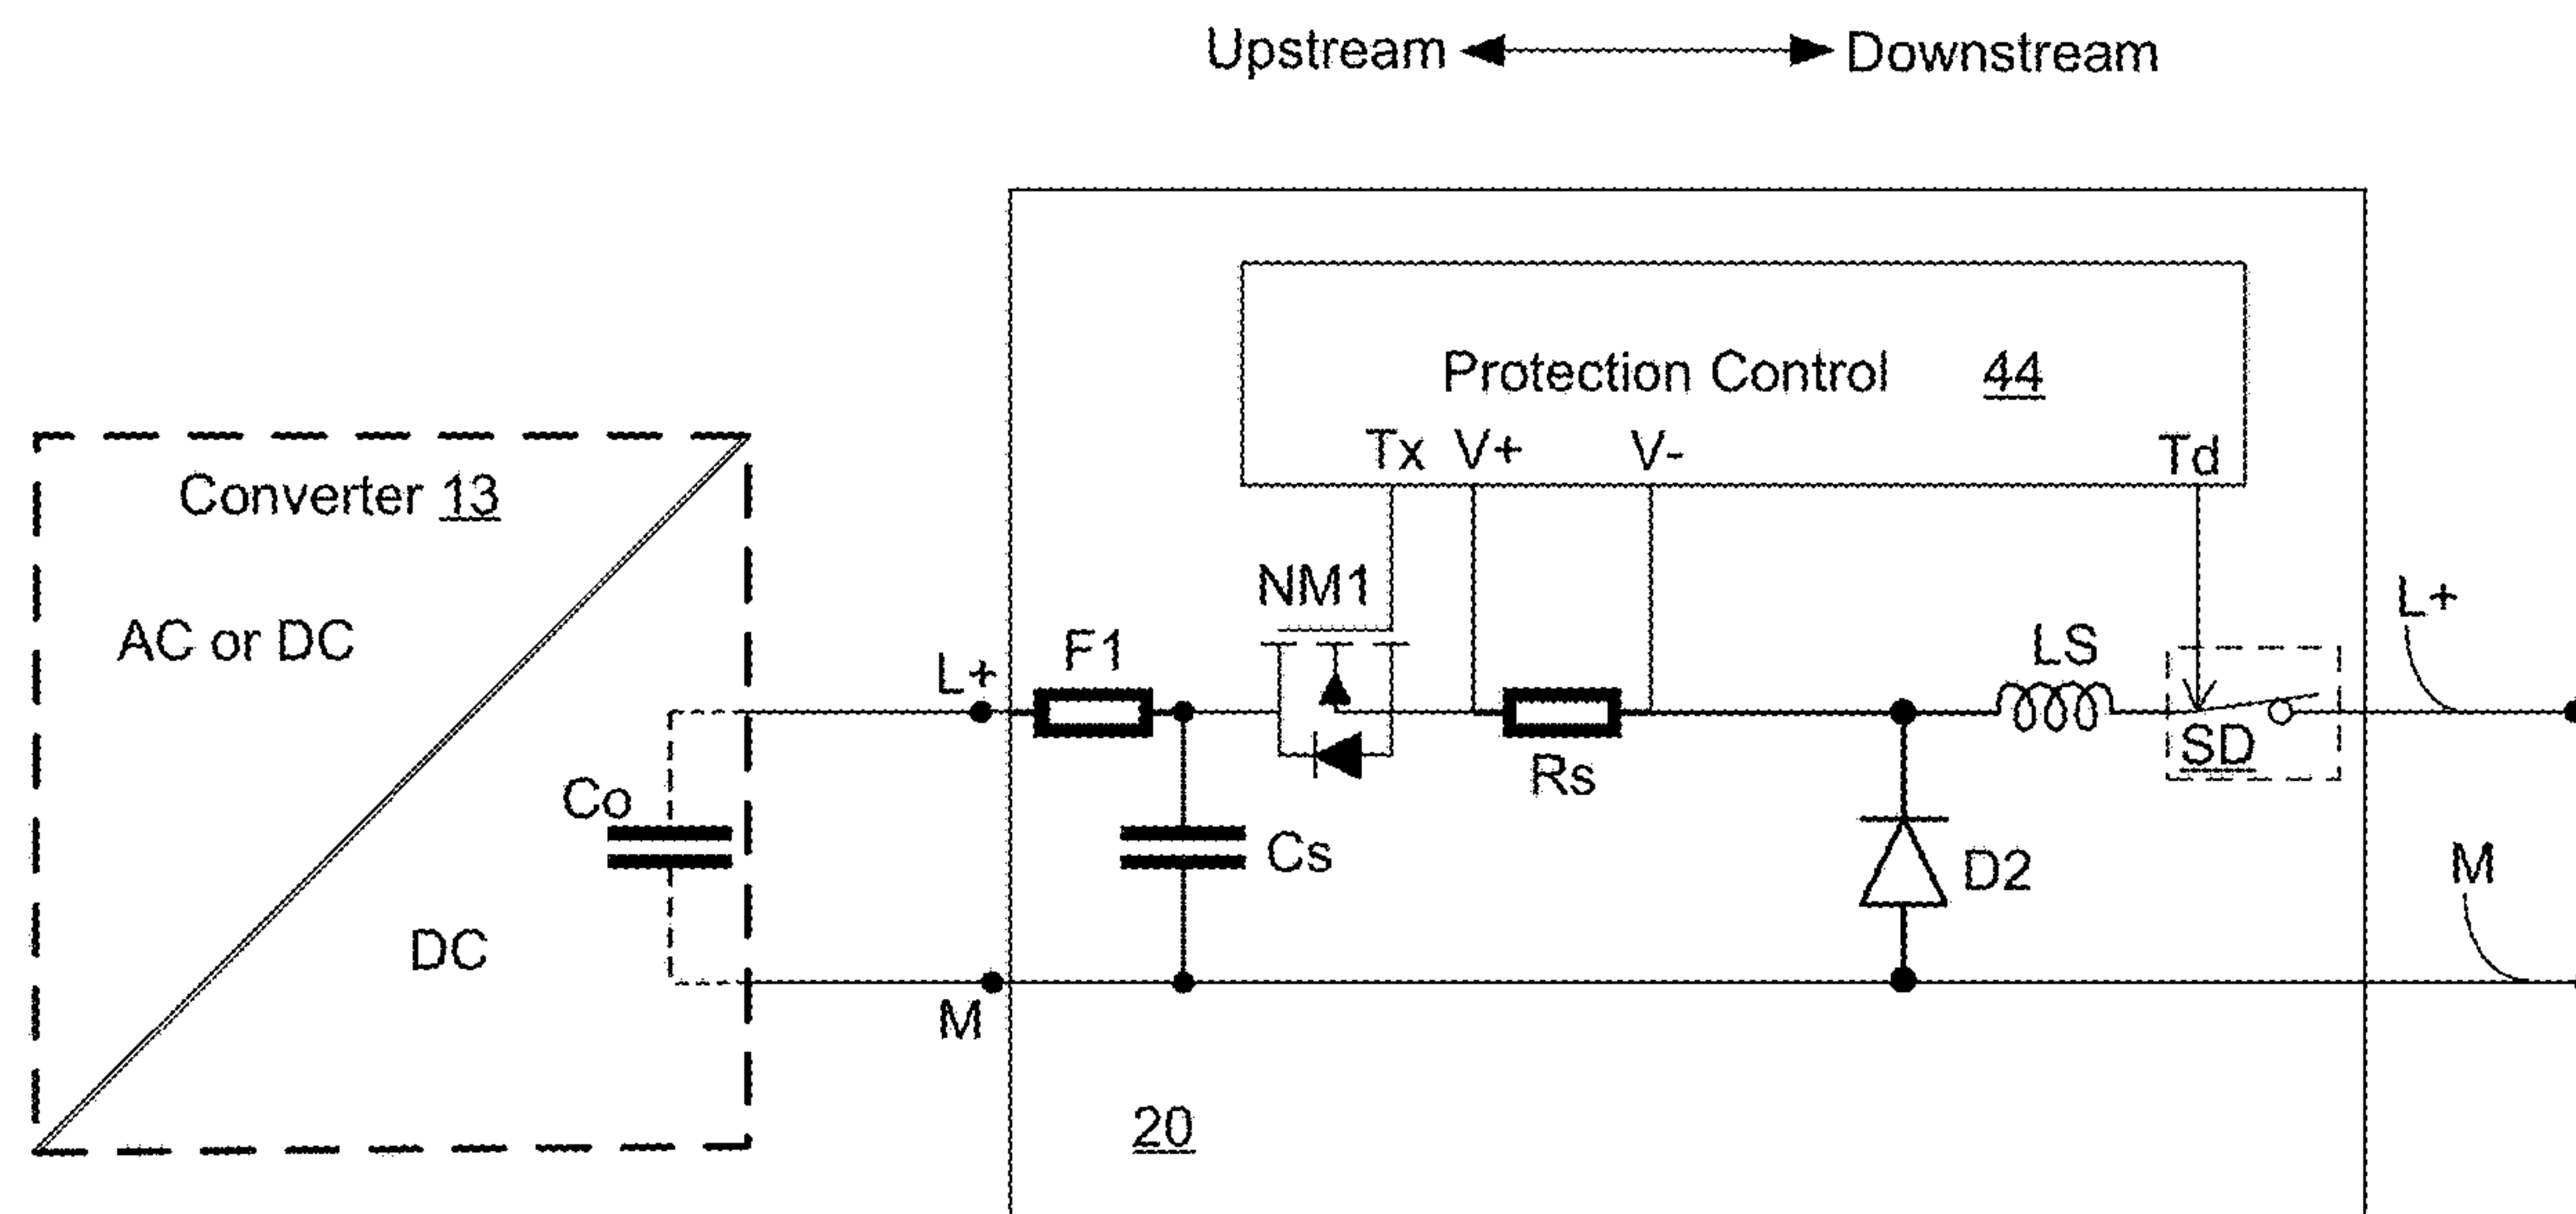 Upstream Downstream
Protection Control 44
Tx V+ V- Td
Converter 13
AC or DC
NM1
L+
LS
F1
L+
SD
Rs
Co
Cs
D2
M
DC
M
20